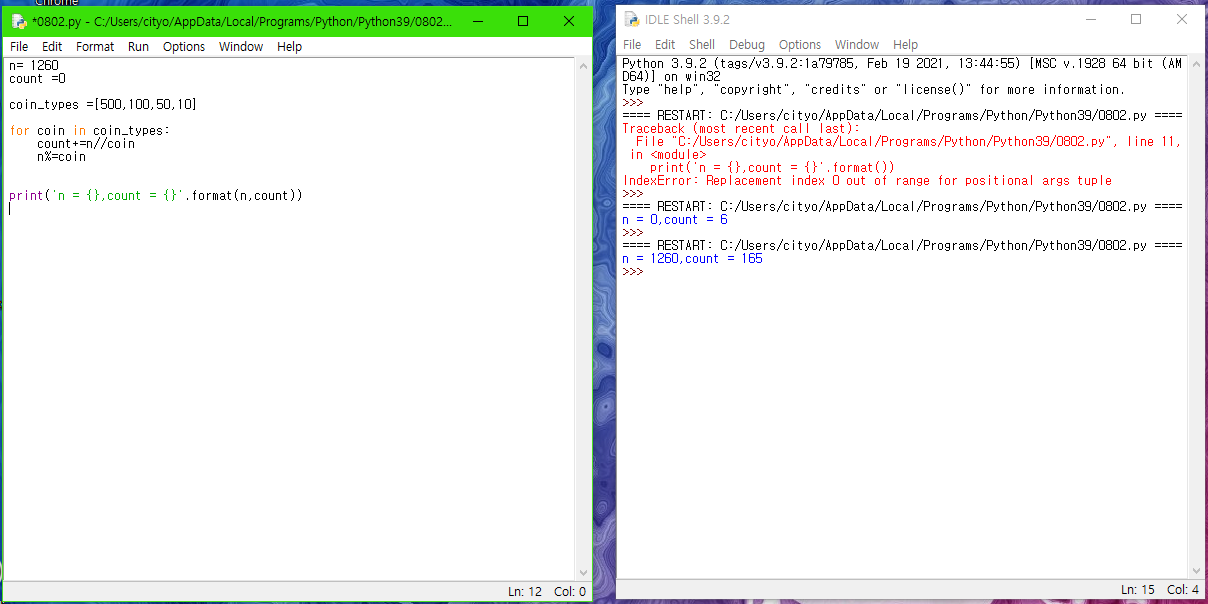 Chrome
*0802.py - C:/Users/cityo/AppData/Local/Programs/Python/Python39/0802...
File Edit Format Run Options Window Help
n= 1260
count =0
coin_types =[500,100,50,10]
for coin in coin_types:
    count+=n//coin
    n%=coin
print('n = {},count = {}'.format(n,count))
Ln: 12 Col: 0
IDLE Shell 3.9.2
File Edit Shell Debug Options Window Help
Python 3.9.2 (tags/v3.9.2:1a79785, Feb 19 2021, 13:44:55) [MSC v.1928 64 bit (AM
D64)] on win32
Type "help", "copyright", "credits" or "license()" for more information.
>>>
==== RESTART: C:/Users/cityo/AppData/Local/Programs/Python/Python39/0802.py ====
Traceback (most recent call last):
  File "C:/Users/cityo/AppData/Local/Programs/Python/Python39/0802.py", line 11,
 in <module>
    print('n = {},count = {}'.format())
IndexError: Replacement index 0 out of range for positional args tuple
>>>
==== RESTART: C:/Users/cityo/AppData/Local/Programs/Python/Python39/0802.py ====
n = 0,count = 6
>>>
==== RESTART: C:/Users/cityo/AppData/Local/Programs/Python/Python39/0802.py ====
n = 1260,count = 165
>>>
Ln: 15 Col: 4